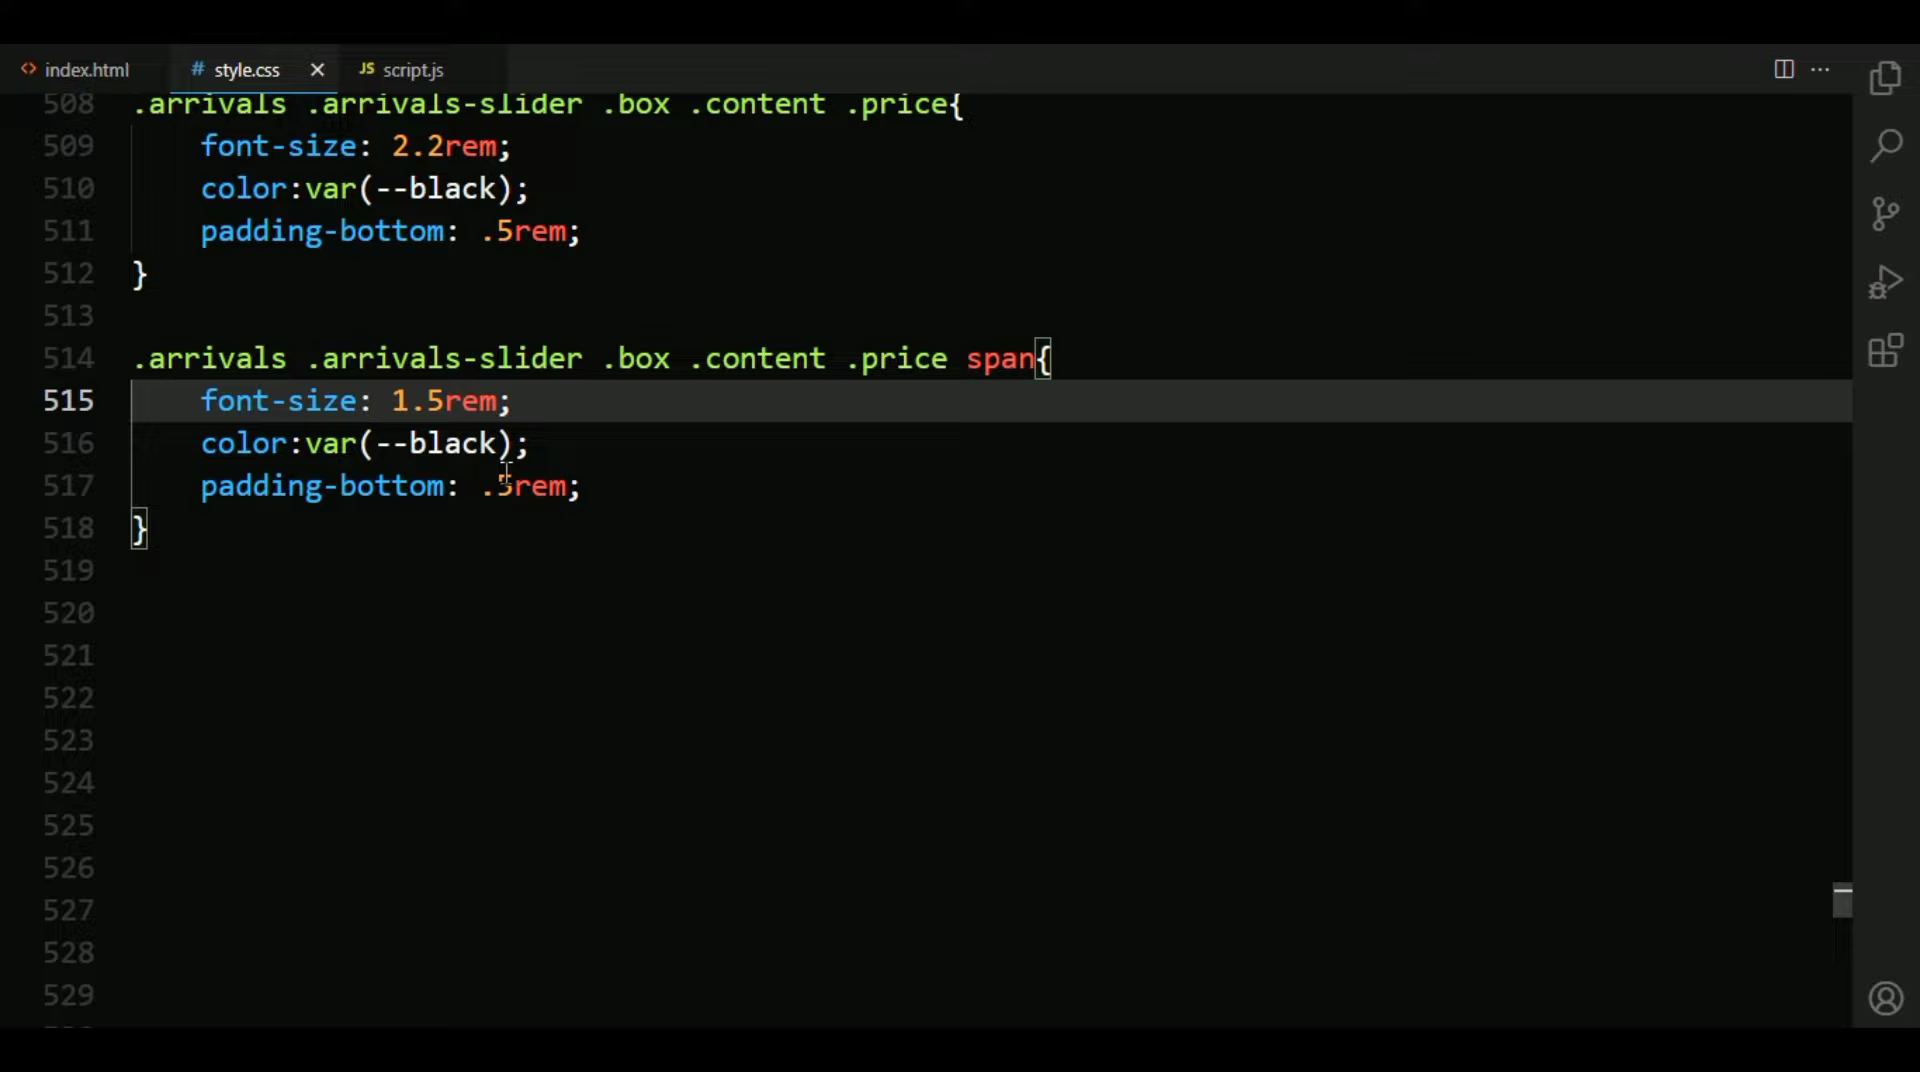 index.html style.css script.js
508 .arrivals .arrivals-slider .box .content .price{
509 font-size: 2.2rem;
510 color:var(--black);
511 padding-bottom: .5rem;
512 }
513
514 .arrivals .arrivals-slider .box .content .price span{
515 font-size: 1.5rem;
516 color:var(--black);
517 padding-bottom: .5rem;
518 }
519
520
521
522
523
524
525
526
527
528
529